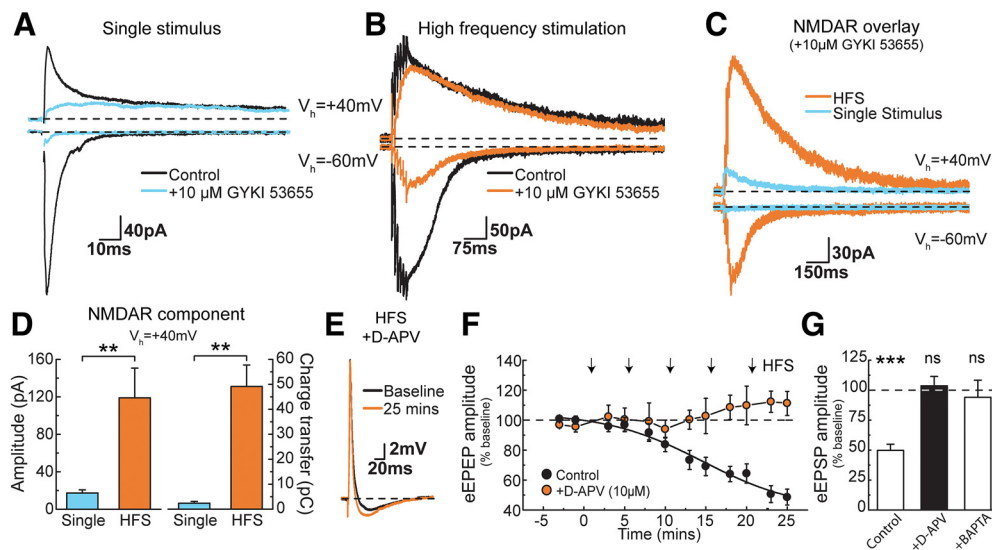 A
Single stimulus
V h =+40mV
V h =-60mV
Control
+10 µM GYKI 53655
40pA
10ms
B
High frequency stimulation
Control
+10 µM GYKI 53655
50pA
75ms
C
NMDAR overlay
(+10µM GYKI 53655)
HFS
Single Stimulus
V h =+40mV
V h =-60mV
30pA
150ms
D
NMDAR component
V h =+40mV
**
**
Amplitude (pA)
160
120
80
40
0
Single
HFS
Single
HFS
60
50
40
30
20
10
0
Charge transfer (pC)
E
HFS
+D-APV
Baseline
25 mins
2mV
20ms
F
HFS
eEPEP amplitude
(% baseline)
140
120
100
80
60
40
Control
+D-APV (10µM)
-5
0
5
10
15
20
25
Time (mins)
G
eEPSP amplitude
(% baseline)
125
100
75
50
25
0
***
ns
ns
Control
+D-APV
+BAPTA